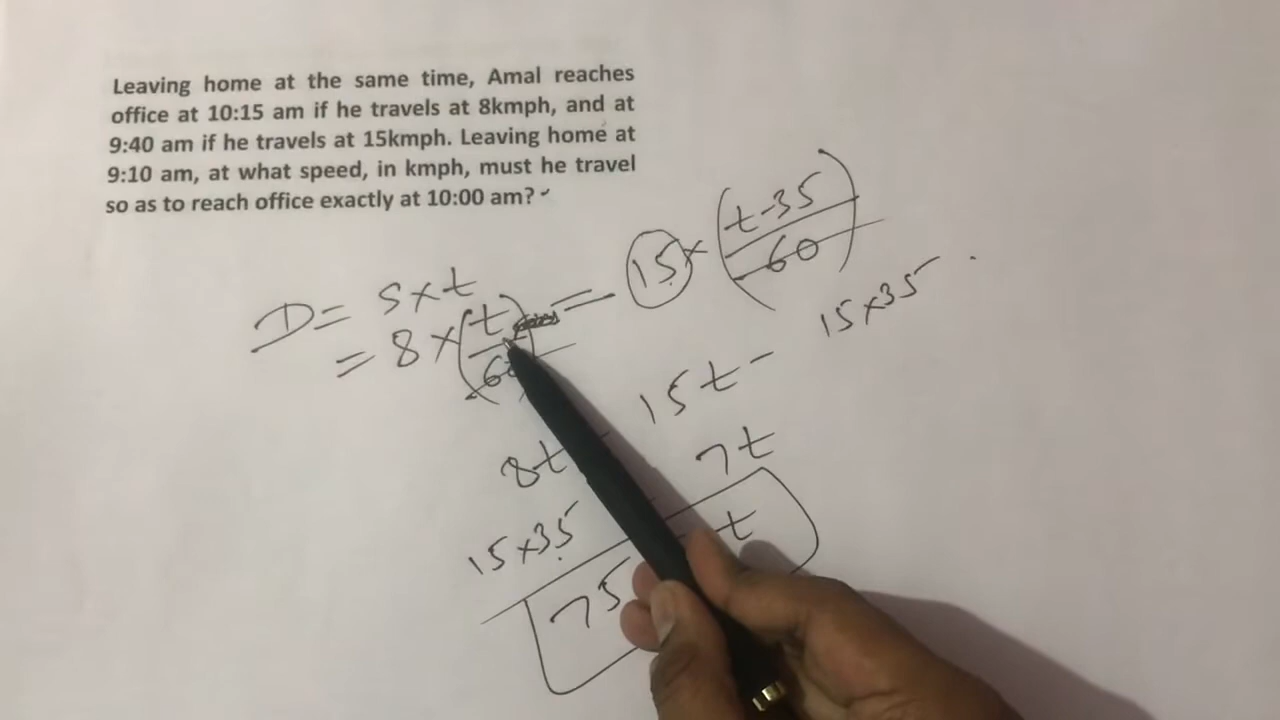 Leaving home at the same time, Amal reaches
office at 10:15 am if he travels at 8kmph, and at
9:40 am if he travels at 15kmph. Leaving home at
9:10 am, at what speed, in kmph, must he travel
so as to reach office exactly at 10:00 am?
D = s × t
= 8 × (t/60) = 15 × (t-35/60)
8t = 15t - 15×35
15×35 = 7t
75 = t